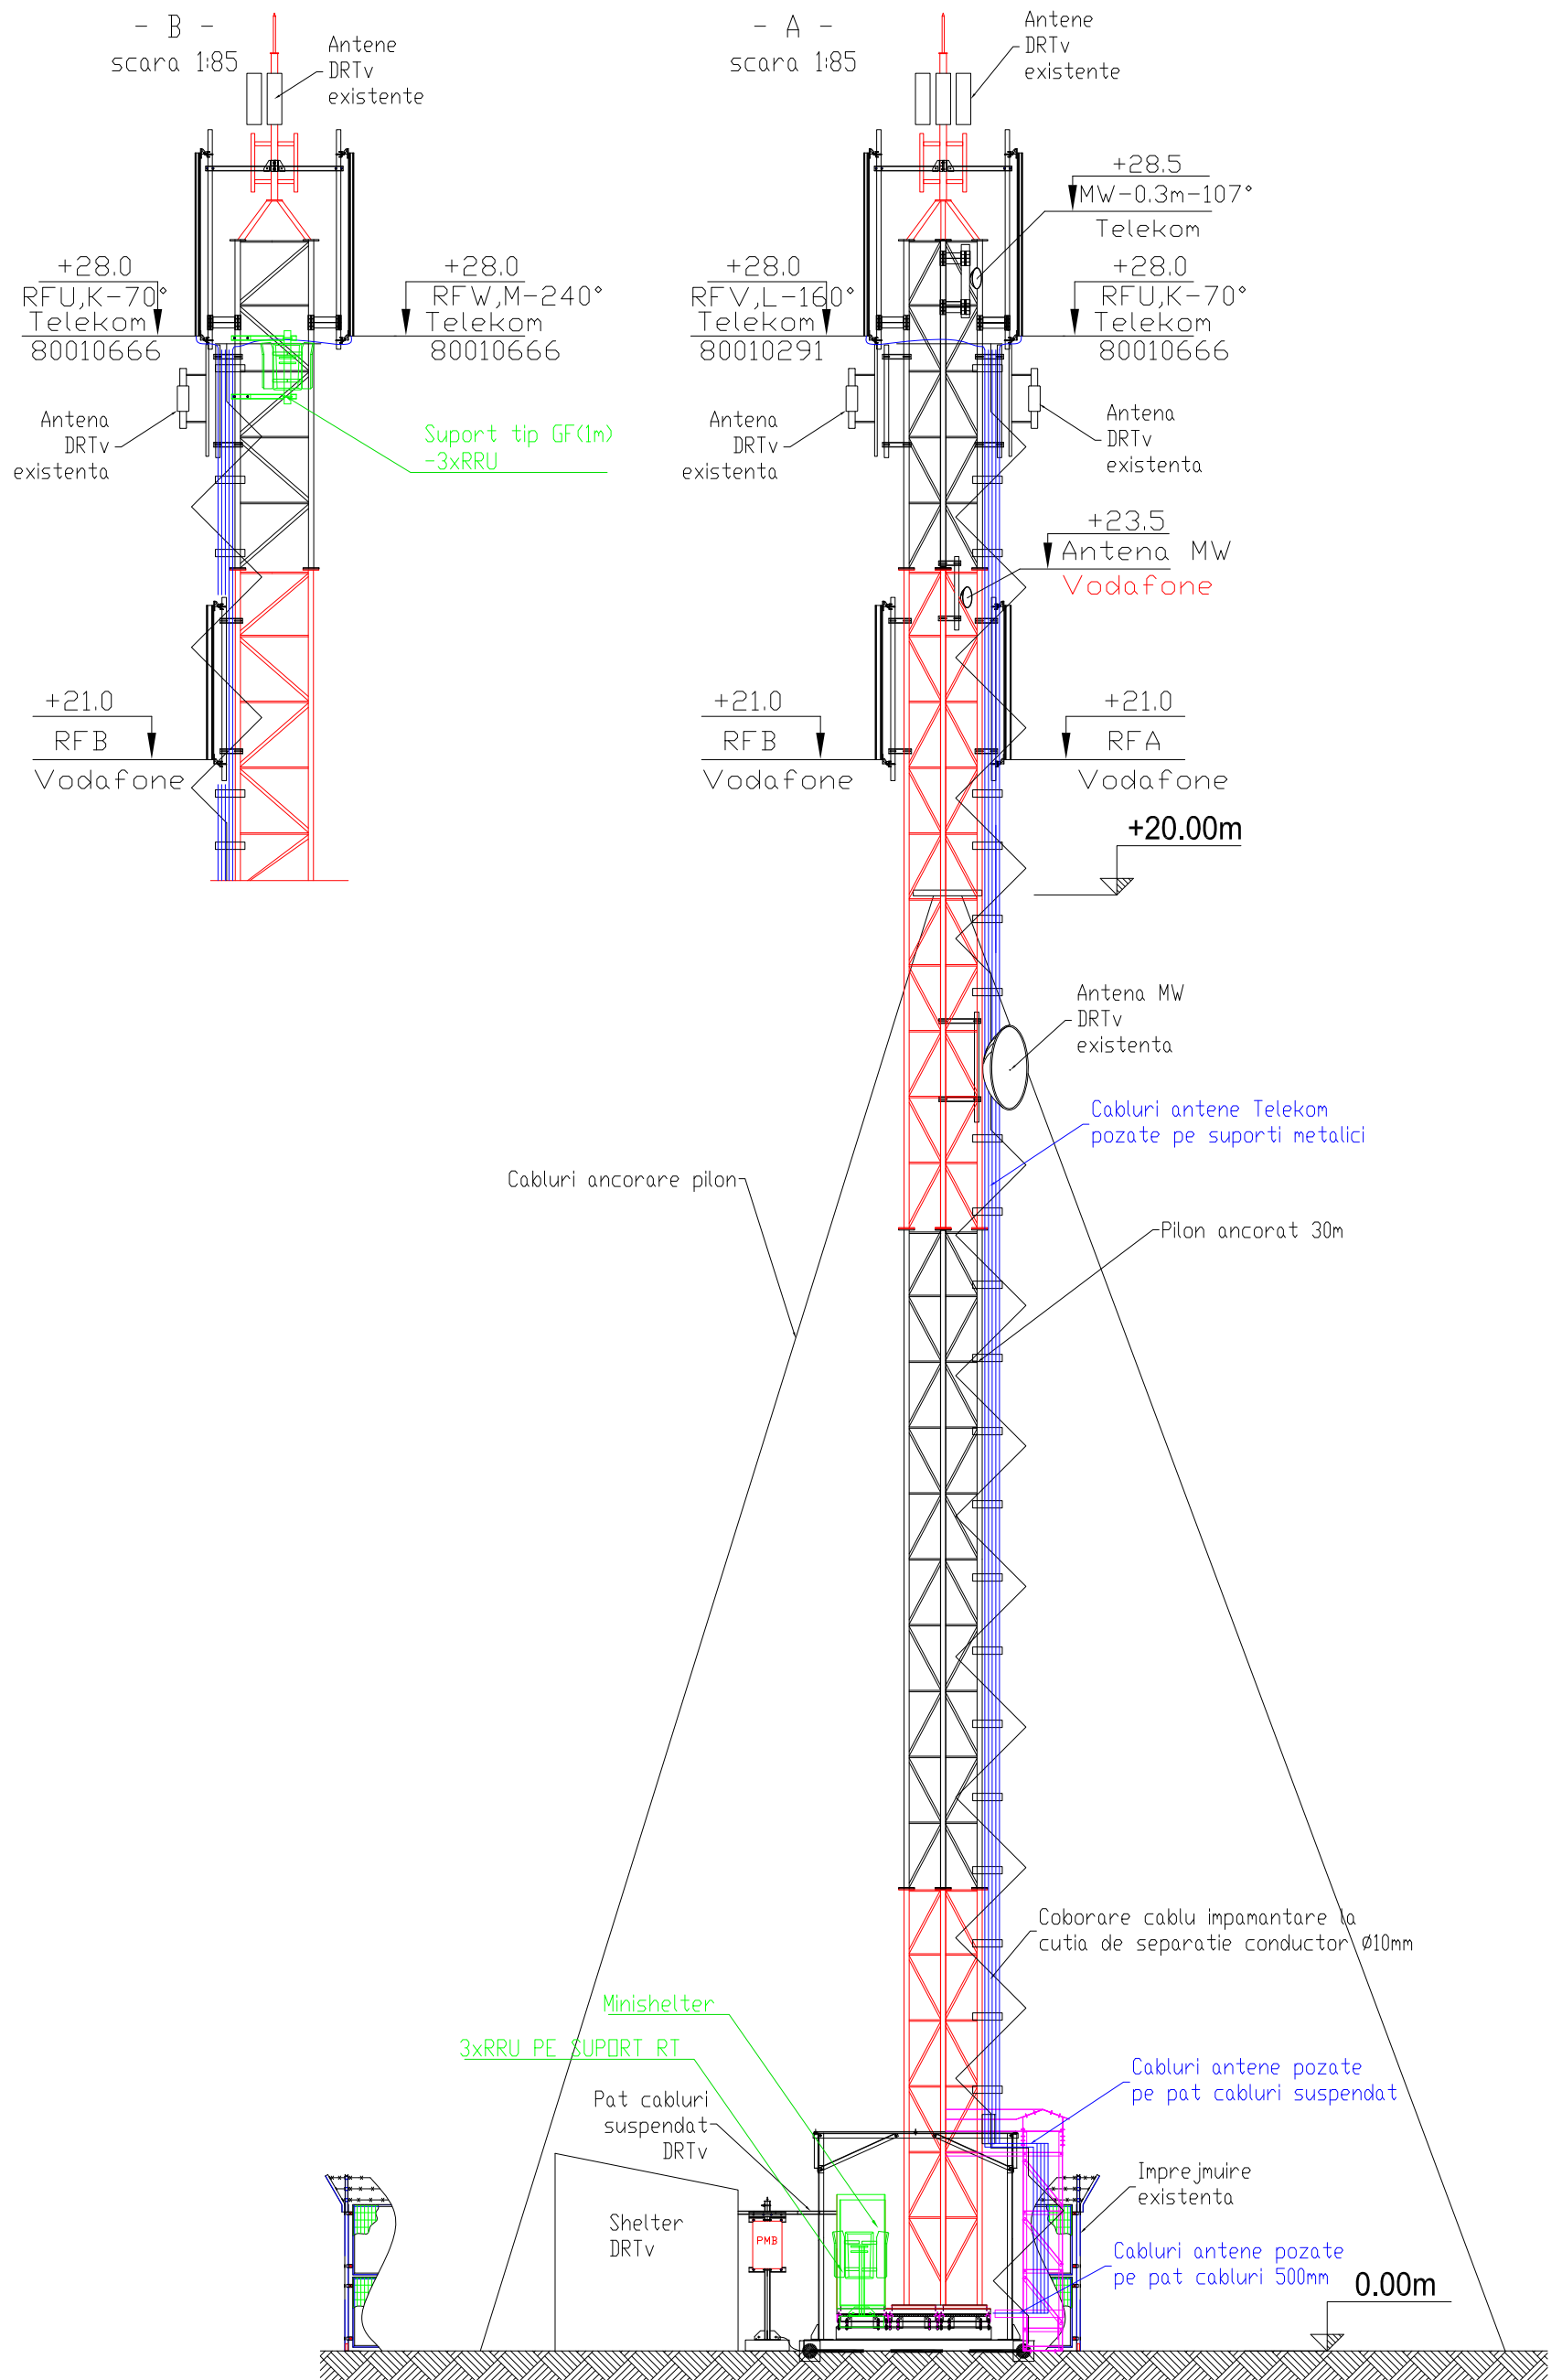 - B -
scara 1:85
Antene
DRTv
existente
+28.0
RFU,K-70°
Telekom
80010666
+28.0
RFW,M-240°
Telekom
80010666
Antena
DRTv
existenta
Suport tip GF(1m)
-3xRRU
+21.0
RFB
Vodafone
- A -
scara 1:85
Antene
DRTv
existente
+28.5
MW-0.3m-107°
Telekom
+28.0
RFV,L-160°
Telekom
80010291
+28.0
RFU,K-70°
Telekom
80010666
Antena
DRTv
existenta
Antena
DRTv
existenta
+23.5
Antena MW
Vodafone
+21.0
RFB
Vodafone
+21.0
RFA
Vodafone
+20.00m
Antena MW
DRTv
existenta
Cabluri antene Telekom
pozate pe suporti metalici
Cabluri ancorare pilon
Pilon ancorat 30m
Coborare cablu impamantare la
cutia de separatie conductor Ø10mm
Minishelter
3xRRU PE SUPORT RT
Pat cabluri
suspendat
DRTv
Cabluri antene pozate
pe pat cabluri suspendat
Imprejmuire
existenta
Shelter
DRTv
PMB
Cabluri antene pozate
pe pat cabluri 500mm
0.00m